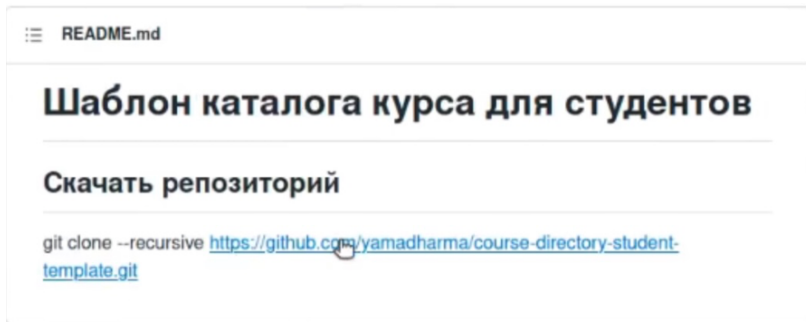 README.md
Шаблон каталога курса для студентов
Скачать репозиторий
git clone --recursive https://github.com/yamadharma/course-directory-student-
template.git